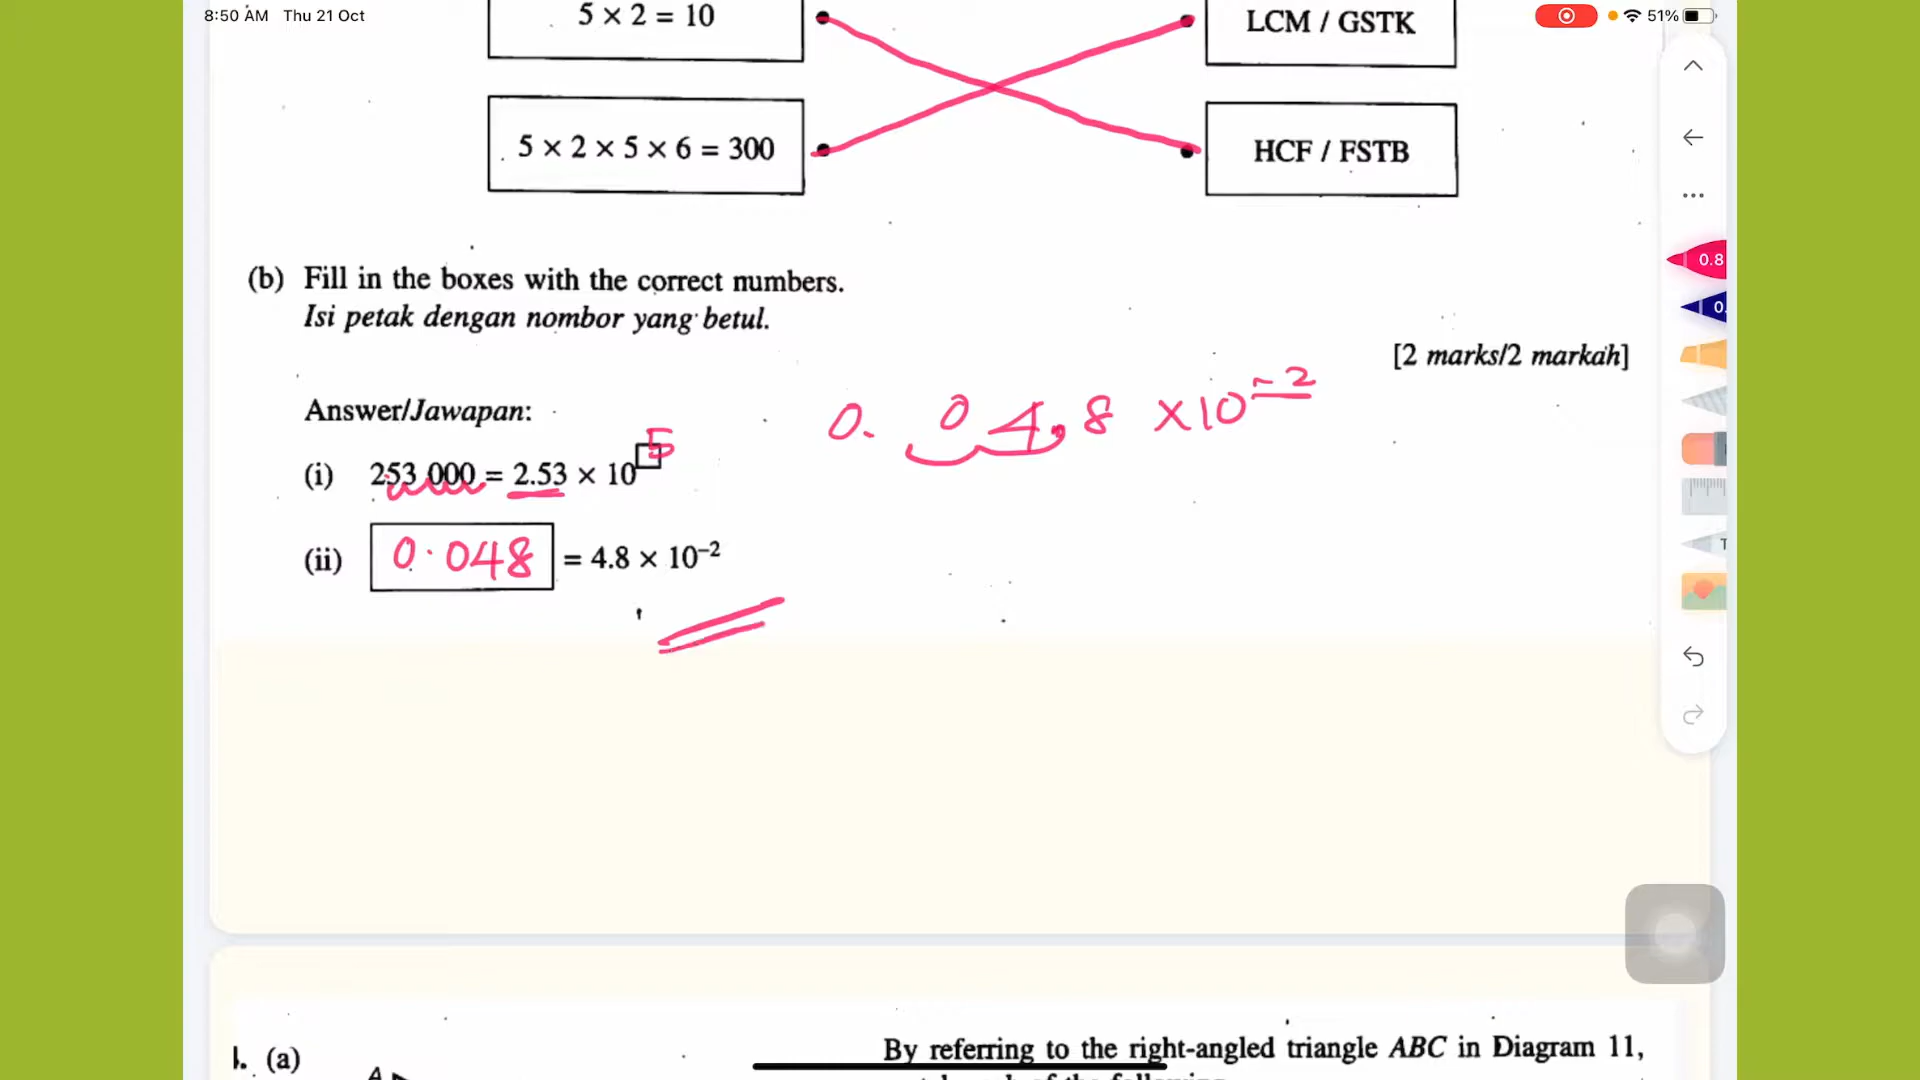 8:50 AM Thu 21 Oct
51%
5 × 2 = 10
LCM / GSTK
5 × 2 × 5 × 6 = 300
HCF / FSTB
0.8
0.
(b) Fill in the boxes with the correct numbers.
Isi petak dengan nombor yang betul.
[2 marks/2 markah]
Answer/Jawapan:
0. 04.8 ×10⁻²
(i) 253 000 = 2.53 × 10⁵
(ii) 0.048 = 4.8 × 10⁻²
T
(a)
A
By referring to the right-angled triangle ABC in Diagram 11,